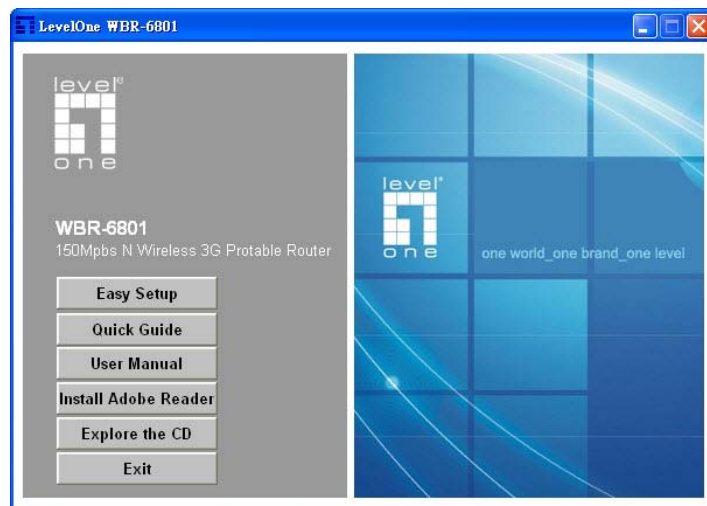 LevelOne WBR-6801
level®
one
WBR-6801
150Mpbs N Wireless 3G Protable Router
Easy Setup
Quick Guide
User Manual
Install Adobe Reader
Explore the CD
Exit
level®
one
one world_one brand_one level